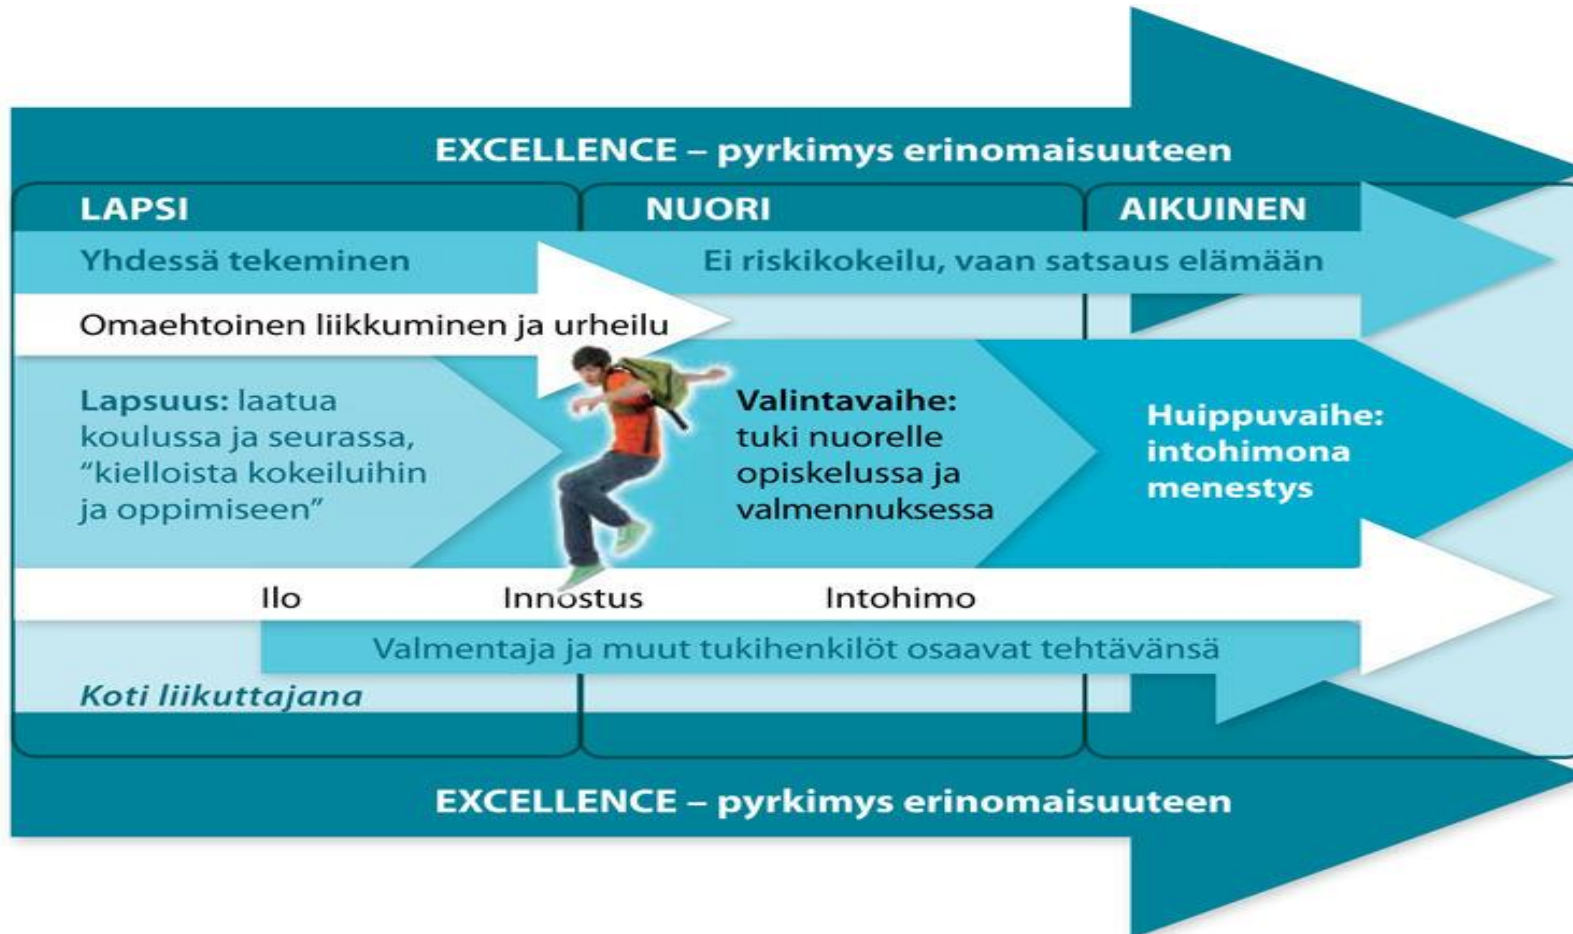 EXCELLENCE – pyrkimys erinomaisuuteen
LAPSI
NUORI
AIKUINEN
Yhdessä tekeminen
Ei riskikokeilu, vaan satsaus elämään
Omaehtoinen liikkuminen ja urheilu
Lapsuus: laatua
koulussa ja seurassa,
“kielloista kokeiluihin
ja oppimiseen”
Valintavaihe:
tuki nuorelle
opiskelussa ja
valmennuksessa
Huippuvaihe:
intohimona
menestys
Ilo
Innostus
Intohimo
Valmentaja ja muut tukihenkilöt osaavat tehtävänsä
Koti liikuttajana
EXCELLENCE – pyrkimys erinomaisuuteen